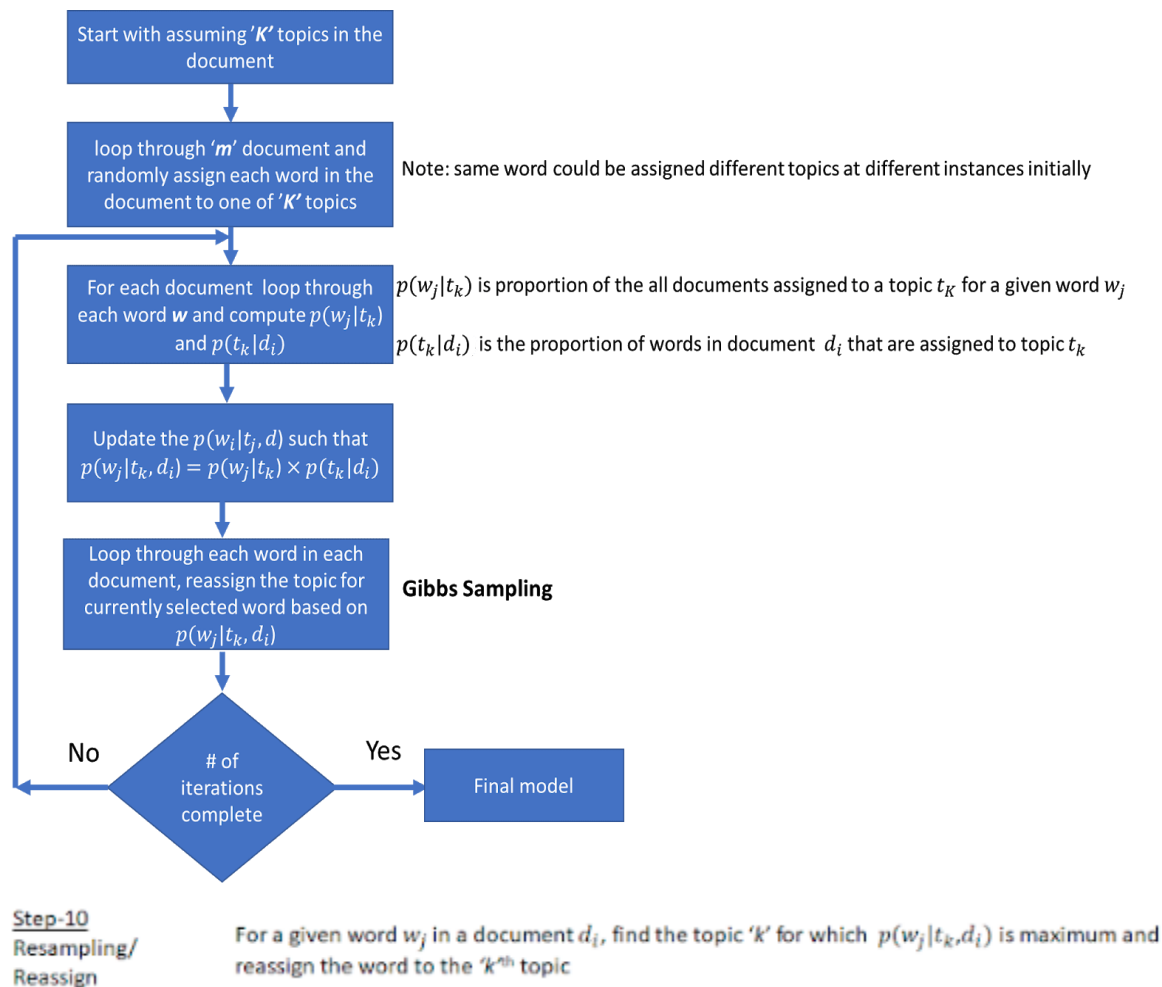 Start with assuming 'K' topics in the
document
loop through 'm' document and
randomly assign each word in the
document to one of 'K' topics
Note: same word could be assigned different topics at different instances initially
For each document loop through
each word w and compute p(w_j|t_k)
and p(t_k|d_i)
p(w_j|t_k) is proportion of the all documents assigned to a topic t_K for a given word w_j
p(t_k|d_i) is the proportion of words in document d_i that are assigned to topic t_k
Update the p(w_i|t_j, d) such that
p(w_j|t_k, d_i) = p(w_j|t_k) × p(t_k|d_i)
Loop through each word in each
document, reassign the topic for
currently selected word based on
p(w_j|t_k, d_i)
Gibbs Sampling
No
# of
iterations
complete
Yes
Final model
Step-10
Resampling/
Reassign
For a given word w_j in a document d_i, find the topic 'k' for which p(w_j|t_k,d_i) is maximum and
reassign the word to the 'k'th topic